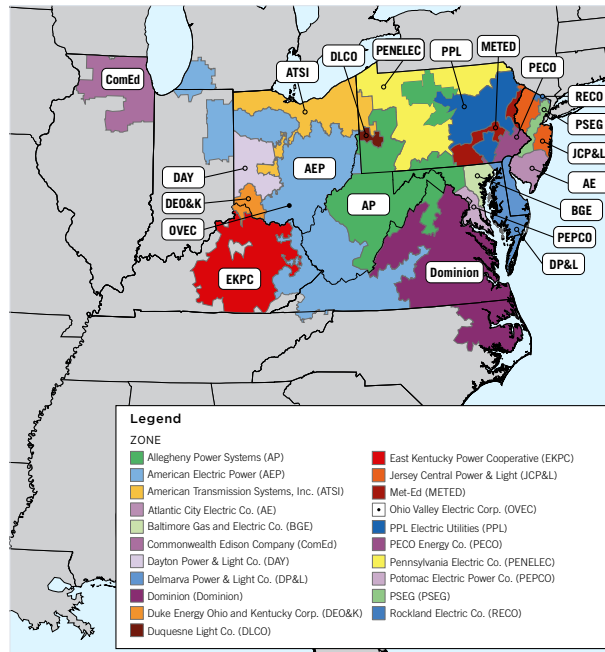 METED
DLCO
PENELEC
PPL
PECO
ATSI
ComEd
RECO
PSEG
JCP&L
DAY
AEP
AE
DEO&K
AP
BGE
OVEC
PEPCO
DP&L
EKPC
Dominion
Legend
ZONE
Allegheny Power Systems (AP)
American Electric Power (AEP)
American Transmission Systems, Inc. (ATSI)
Atlantic City Electric Co. (AE)
Baltimore Gas and Electric Co. (BGE)
Commonwealth Edison Company (ComEd)
Dayton Power & Light Co. (DAY)
Delmarva Power & Light Co. (DP&L)
Dominion (Dominion)
Duke Energy Ohio and Kentucky Corp. (DEO&K)
Duquesne Light Co. (DLCO)
East Kentucky Power Cooperative (EKPC)
Jersey Central Power & Light (JCP&L)
Met-Ed (METED)
Ohio Valley Electric Corp. (OVEC)
PPL Electric Utilities (PPL)
PECO Energy Co. (PECO)
Pennsylvania Electric Co. (PENELEC)
Potomac Electric Power Co. (PEPCO)
PSEG (PSEG)
Rockland Electric Co. (RECO)